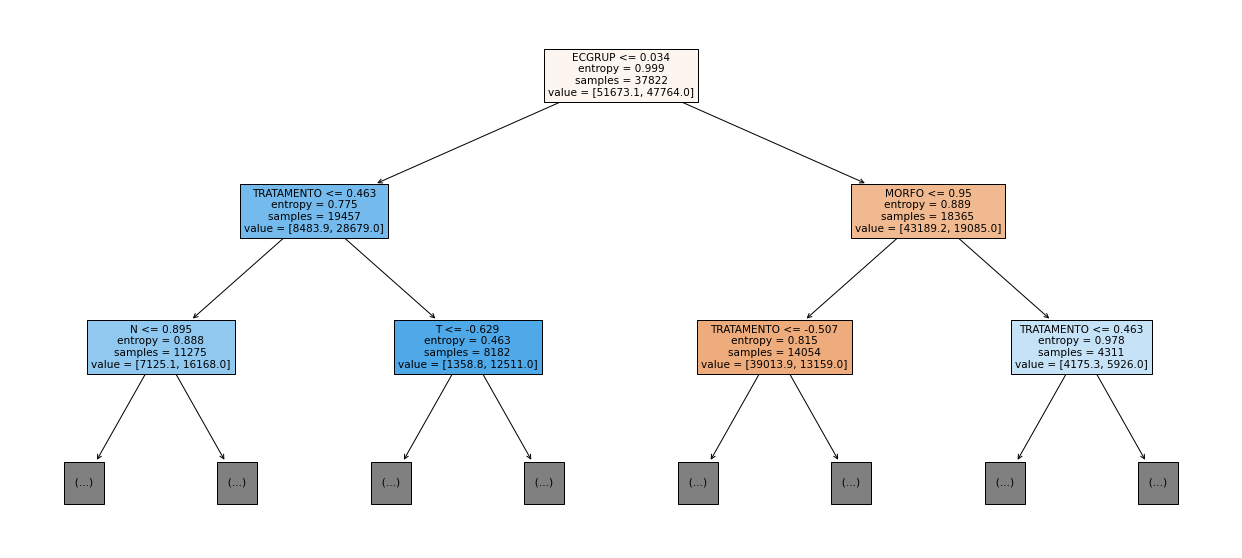 ECGRUP <= 0.034
entropy = 0.999
samples = 37822
value = [51673.1, 47764.0]
TRATAMENTO <= 0.463
entropy = 0.775
samples = 19457
value = [8483.9, 28679.0]
MORFO <= 0.95
entropy = 0.889
samples = 18365
value = [43189.2, 19085.0]
N <= 0.895
entropy = 0.888
samples = 11275
value = [7125.1, 16168.0]
T <= -0.629
entropy = 0.463
samples = 8182
value = [1358.8, 12511.0]
TRATAMENTO <= -0.507
entropy = 0.815
samples = 14054
value = [39013.9, 13159.0]
TRATAMENTO <= 0.463
entropy = 0.978
samples = 4311
value = [4175.3, 5926.0]
(...)
(...)
(...)
(...)
(...)
(...)
(...)
(...)